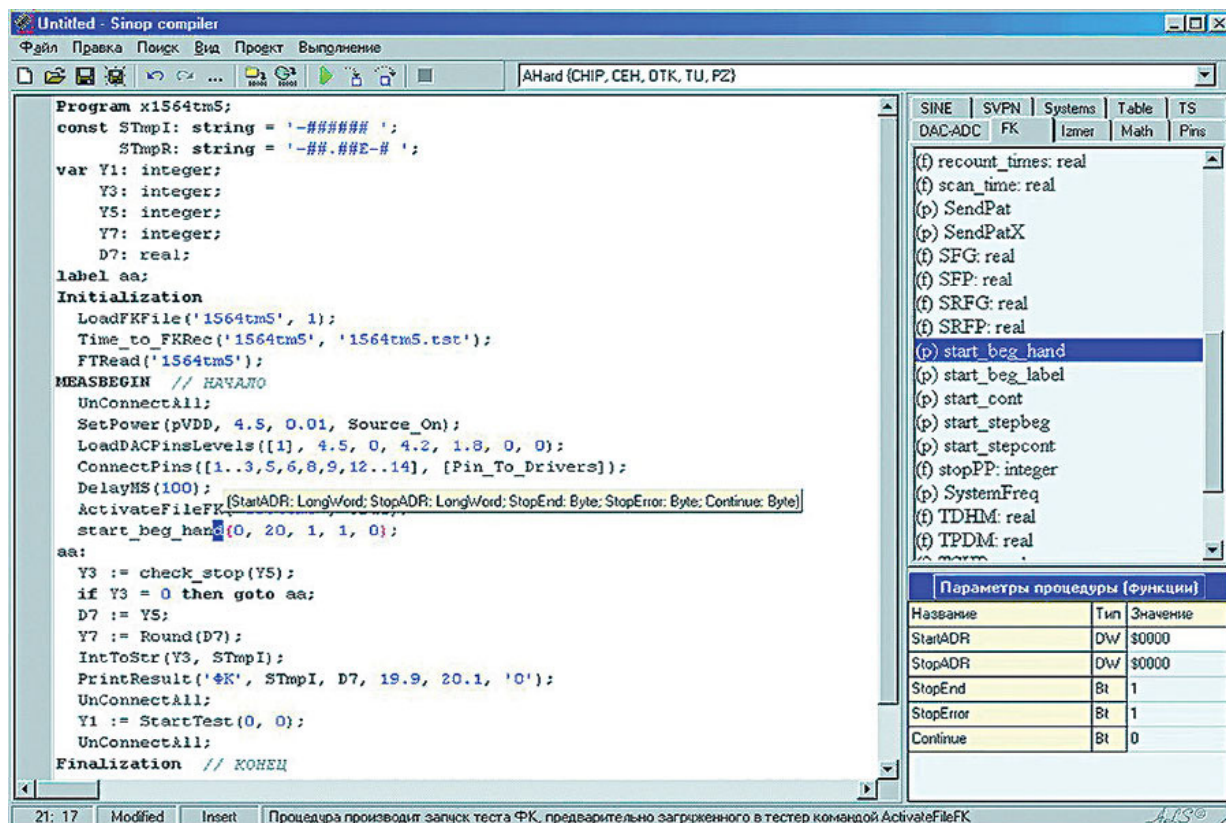 Untitled - Sinop compiler
Файл Правка Поиск Вид Проект Выполнение
AHard {CHIP, CEH, OTK, TU, PZ}
Program x1564tm5;
const STmpI: string = '-###### ';
STmpR: string = '-##.##E-# ';
var Y1: integer;
Y3: integer;
Y5: integer;
Y7: integer;
D7: real;
label aa;
Initialization
LoadFKFile('1564tm5', 1);
Time_to_FKRec('1564tm5', '1564tm5.tst');
FTRead('1564tm5');
MEASBEGIN // НАЧАЛО
UnConnectAll;
SetPower(pVDD, 4.5, 0.01, Source_On);
LoadDACPinsLevels([1], 4.5, 0, 4.2, 1.8, 0, 0);
ConnectPins([1..3,5,6,8,9,12..14], [Pin_To_Drivers]);
DelayMS(100);
(StartADR: LongWord; StopADR: LongWord; StopEnd: Byte; StopError: Byte; Continue: Byte)
ActivateFileFK
start_beg_hand(0, 20, 1, 1, 0);
aa:
Y3 := check_stop(Y5);
if Y3 = 0 then goto aa;
D7 := Y5;
Y7 := Round(D7);
IntToStr(Y3, STmpI);
PrintResult('ФК', STmpI, D7, 19.9, 20.1, '0');
UnConnectAll;
Y1 := StartTest(0, 0);
UnConnectAll;
Finalization // КОНЕЦ
SINE SVPN Systems Table TS
DAC-ADC FK Izmer Math Pins
(f) recount_times: real
(f) scan_time: real
(p) SendPat
(p) SendPatX
(f) SFG: real
(f) SFP: real
(f) SRFG: real
(f) SRFP: real
(p) start_beg_hand
(p) start_beg_label
(p) start_cont
(p) start_stepbeg
(p) start_stepcont
(f) stopPP: integer
(p) SystemFreq
(f) TDHM: real
(f) TPDM: real
Параметры процедуры (функции)
Название Тип Значение
StartADR DW $0000
StopADR DW $0000
StopEnd Bt 1
StopError Bt 1
Continue Bt 0
21: 17 Modified Insert Процедура производит запуск теста ФК, предварительно загруженного в тестер командой ActivateFileFK